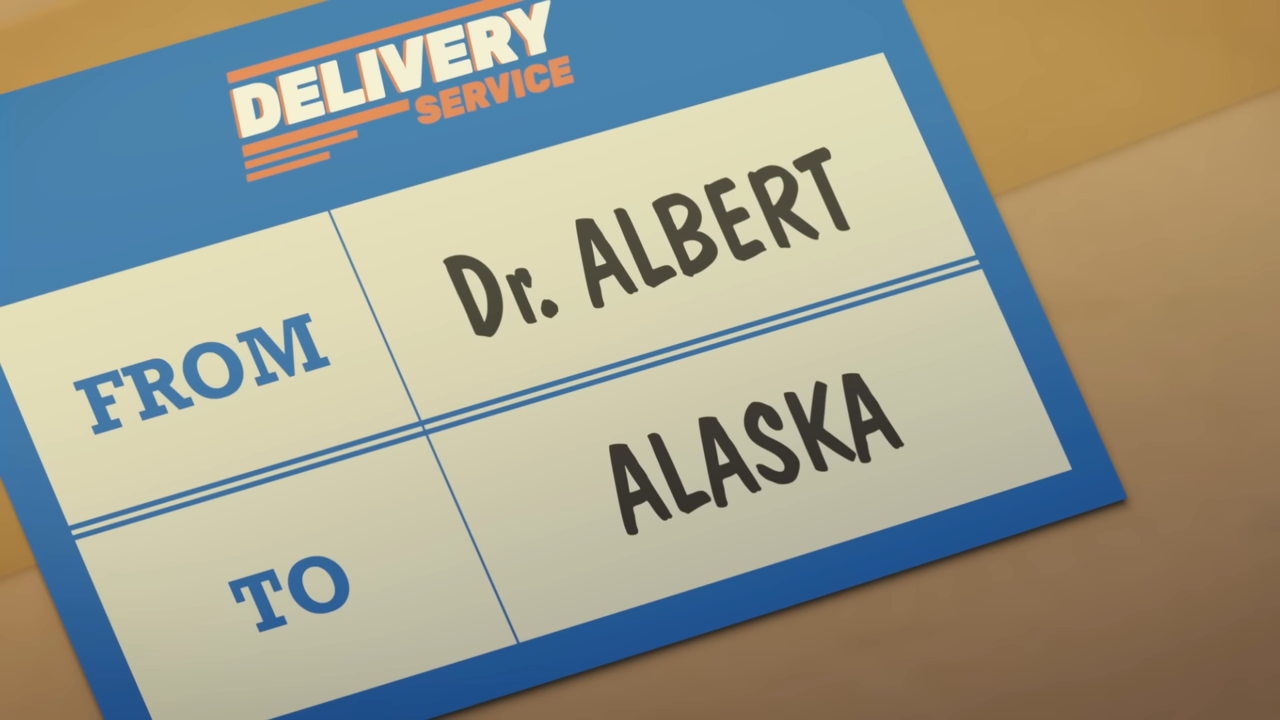 DELIVERY
SERVICE
FROM
Dr. ALBERT
TO
ALASKA